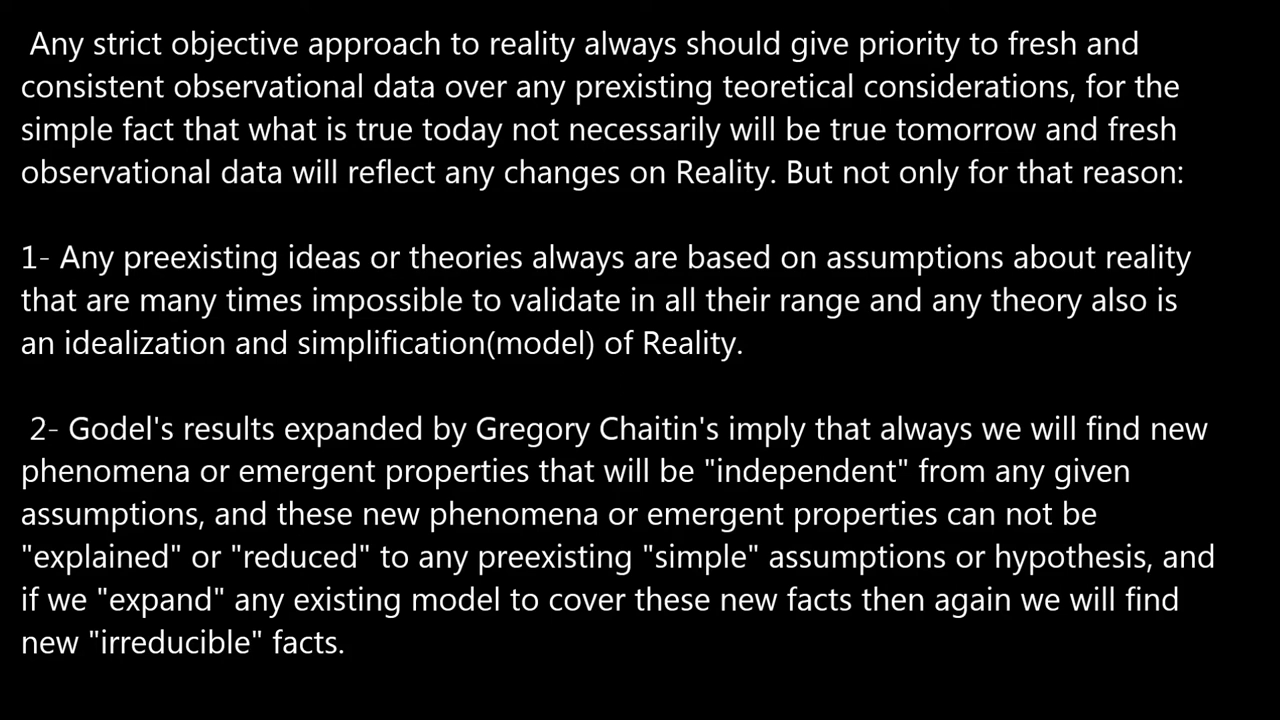 Any strict objective approach to reality always should give priority to fresh and
consistent observational data over any prexisting teoretical considerations, for the
simple fact that what is true today not necessarily will be true tomorrow and fresh
observational data will reflect any changes on Reality. But not only for that reason:
1- Any preexisting ideas or theories always are based on assumptions about reality
that are many times impossible to validate in all their range and any theory also is
an idealization and simplification(model) of Reality.
2- Godel's results expanded by Gregory Chaitin's imply that always we will find new
phenomena or emergent properties that will be "independent" from any given
assumptions, and these new phenomena or emergent properties can not be
"explained" or "reduced" to any preexisting "simple" assumptions or hypothesis, and
if we "expand" any existing model to cover these new facts then again we will find
new "irreducible" facts.